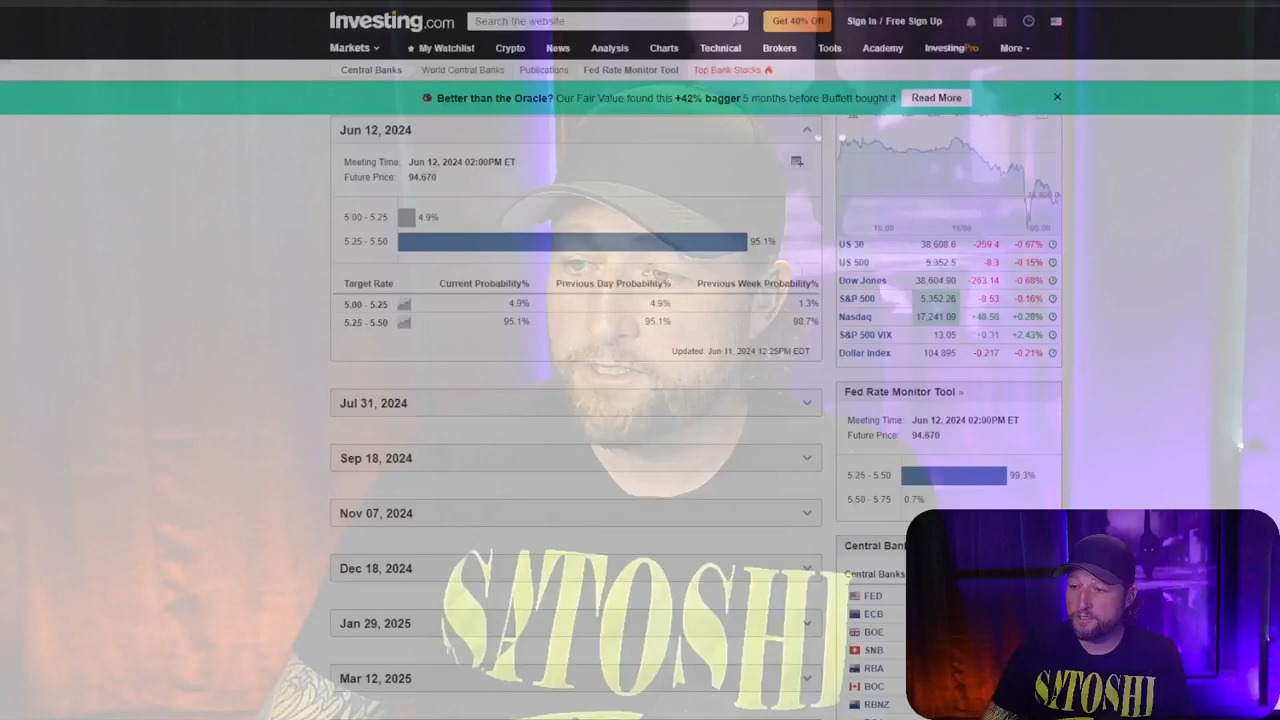 Investing.com
Search the website
Get 40% Off
Sign In / Free Sign Up
Markets
My Watchlist
Crypto
News
Analysis
Charts
Technical
Brokers
Tools
Academy
InvestingPro
More
Central Banks
World Central Banks
Publications
Fed Rate Monitor Tool
Top Bank Stocks
Better than the Oracle? Our Fair Value found this +42% bagger 5 months before Buffett bought it
Read More
Jun 12, 2024
Meeting Time: Jun 12, 2024 02:00PM ET
Future Price: 94.670
5.00 - 5.25 4.9%
5.25 - 5.50 95.1%
Target Rate Current Probability% Previous Day Probability% Previous Week Probability%
5.00 - 5.25 4.9% 4.9% 1.3%
5.25 - 5.50 95.1% 95.1% 98.7%
Updated: Jun 11, 2024 12:25PM EDT
Jul 31, 2024
Sep 18, 2024
Nov 07, 2024
Dec 18, 2024
Jan 29, 2025
Mar 12, 2025
US 30 38,608.6 -259.4 -0.67%
US 500 5,352.5 -8.3 -0.15%
Dow Jones 38,604.90 -263.14 -0.68%
S&P 500 5,352.26 -8.53 -0.16%
Nasdaq 17,241.09 +48.56 +0.28%
S&P 500 VIX 13.05 +0.31 +2.43%
Dollar Index 104.895 -0.217 -0.21%
Fed Rate Monitor Tool »
Meeting Time: Jun 12, 2024 02:00PM ET
Future Price: 94.670
5.25 - 5.50 99.3%
5.50 - 5.75 0.7%
Central Ban
Central Banks
FED
ECB
BOE
SNB
RBA
BOC
RBNZ
SATOSHI
SATOSHI